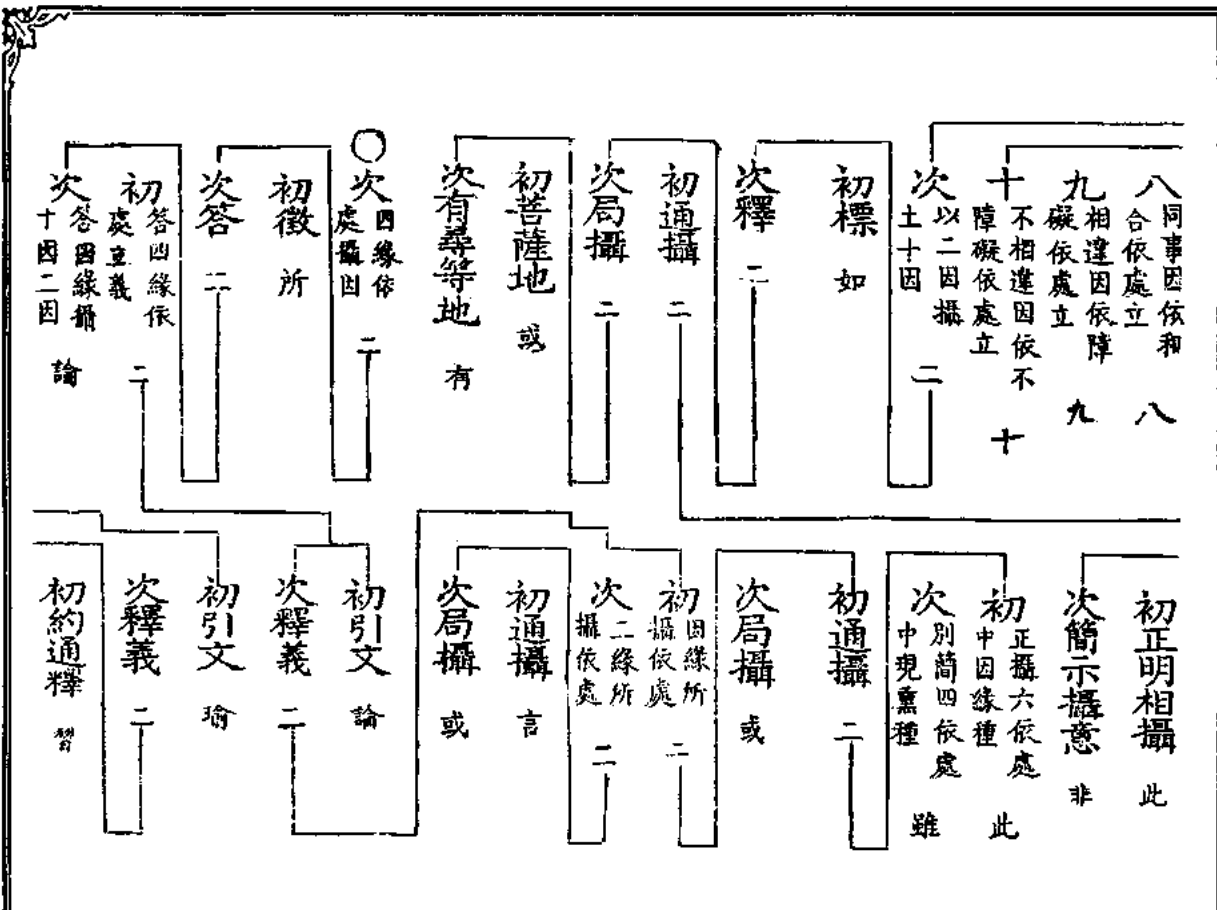 八 同事因依和合依處立 八
九 相違因依障礙依處立 九
十 不相違因依不障礙依處立 十
次 以二因攝土十因 二
初標 如
次釋 二
初通攝 二
次局攝 二
初菩薩地 或
次有尋等地 有
○次 四緣依處攝因 二
初徵 所
次答 二
初 答四緣依處立義 二
次 答四緣攝十因二因 論
初正明相攝 此
次簡示攝意 非
初 正攝六依處中因緣種 此
次 別簡四依處中現熏種 雖
初通攝 二
次局攝 或
初 因緣所攝依處 二
次 二緣所攝依處 二
初通攝 言
次局攝 或
初引文 論
次釋義 二
初引文 瑜
次釋義 二
初約通釋 習